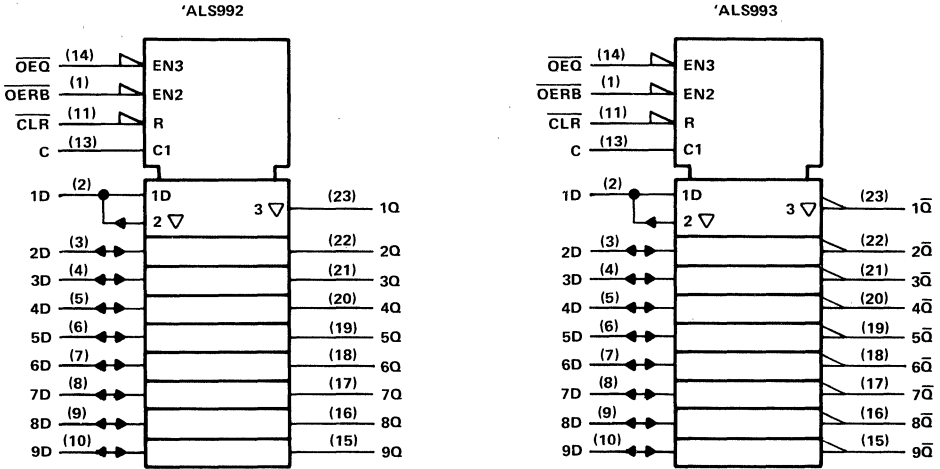 'ALS992
OEQ (14) EN3
OERB (1) EN2
CLR (11) R
C (13) C1
1D (2) 1D 3 ▽ (23) 1Q
2 ▽
2D (3) (22) 2Q
3D (4) (21) 3Q
4D (5) (20) 4Q
5D (6) (19) 5Q
6D (7) (18) 6Q
7D (8) (17) 7Q
8D (9) (16) 8Q
9D (10) (15) 9Q
'ALS993
OEQ (14) EN3
OERB (1) EN2
CLR (11) R
C (13) C1
1D (2) 1D 3 ▽ (23) 1Q̅
2 ▽
2D (3) (22) 2Q̅
3D (4) (21) 3Q̅
4D (5) (20) 4Q̅
5D (6) (19) 5Q̅
6D (7) (18) 6Q̅
7D (8) (17) 7Q̅
8D (9) (16) 8Q̅
9D (10) (15) 9Q̅